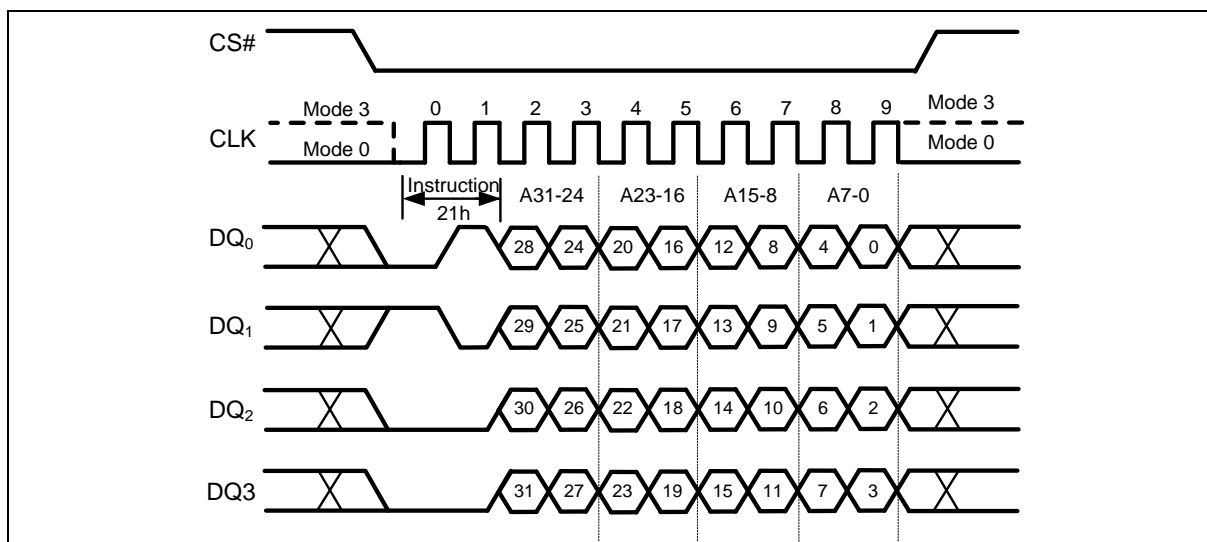 CS#
Mode 3 0 1 2 3 4 5 6 7 8 9 Mode 3
CLK
Mode 0 Mode 0
Instruction
21h
A31-24 A23-16 A15-8 A7-0
DQ0 28 24 20 16 12 8 4 0
DQ1 29 25 21 17 13 9 5 1
DQ2 30 26 22 18 14 10 6 2
DQ3 31 27 23 19 15 11 7 3